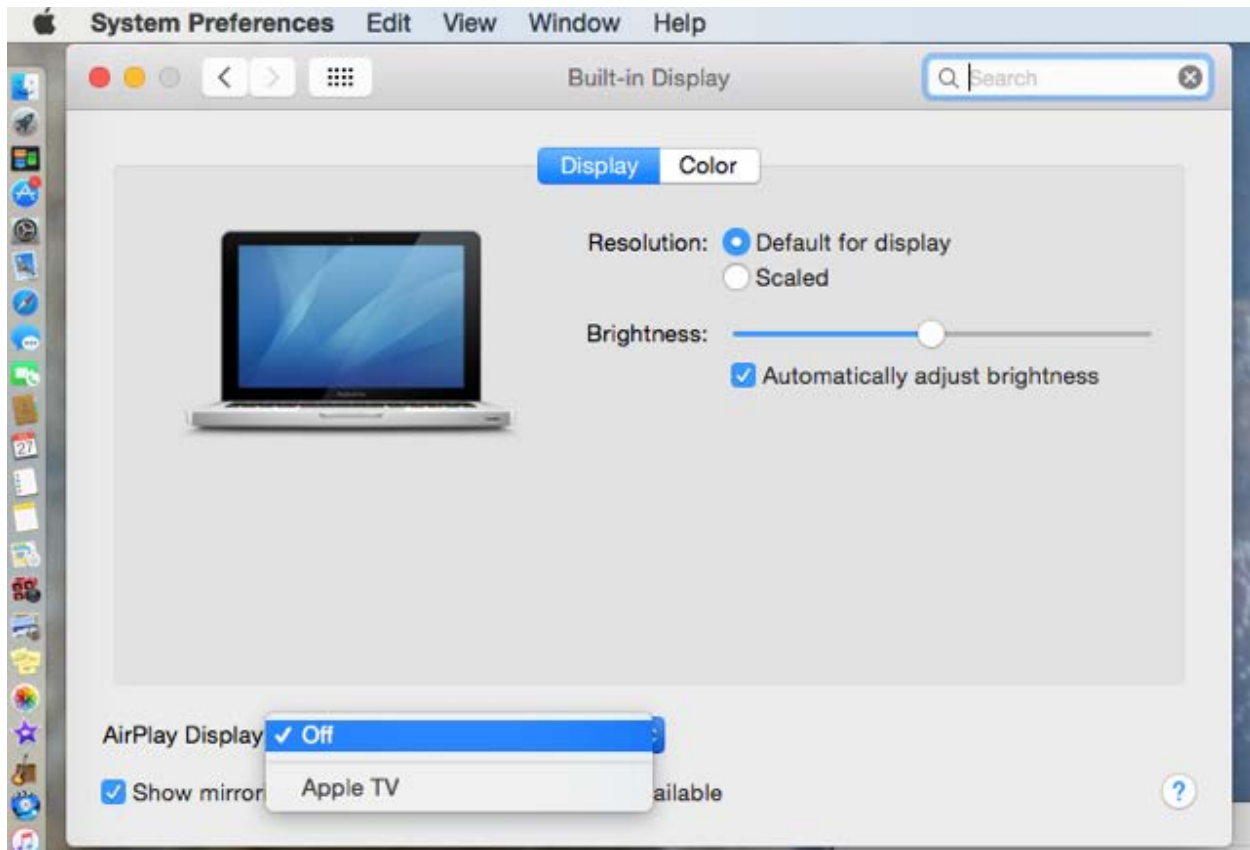 System Preferences Edit View Window Help
Built-in Display
Search
Display Color
Resolution: Default for display
Scaled
Brightness:
Automatically adjust brightness
27
AirPlay Display
Off
Apple TV
Show mirror ailable
?